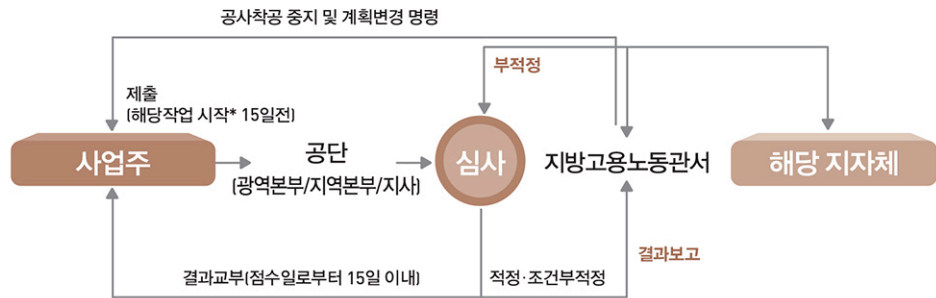 공사착공 중지 및 계획변경 명령
부적정
제출
(해당작업 시작* 15일전)
사업주
공단
(광역본부/지역본부/지사)
심사
지방고용노동관서
해당 지자체
결과보고
결과교부(점수일로부터 15일 이내)
적정·조건부적정